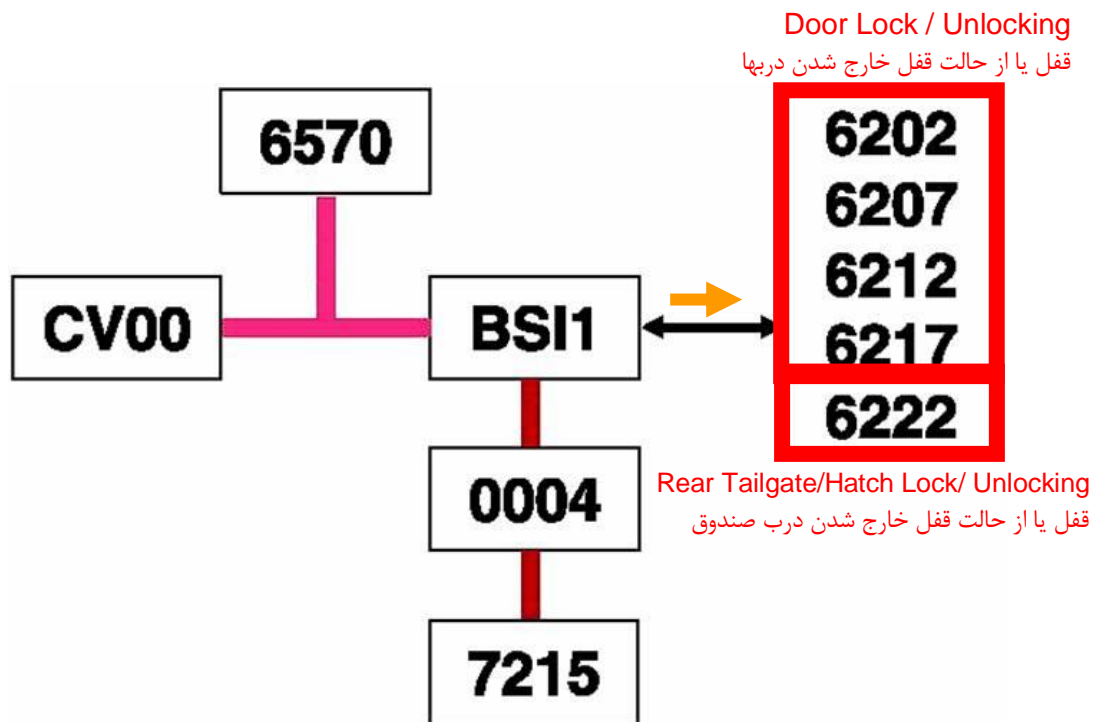 Door Lock / Unlocking
قفل یا از حالت قفل خارج شدن دربها
6570
6202
6207
6212
6217
CV00
BSI1
6222
0004
Rear Tailgate/Hatch Lock/ Unlocking
قفل یا از حالت قفل خارج شدن درب صندوق
7215